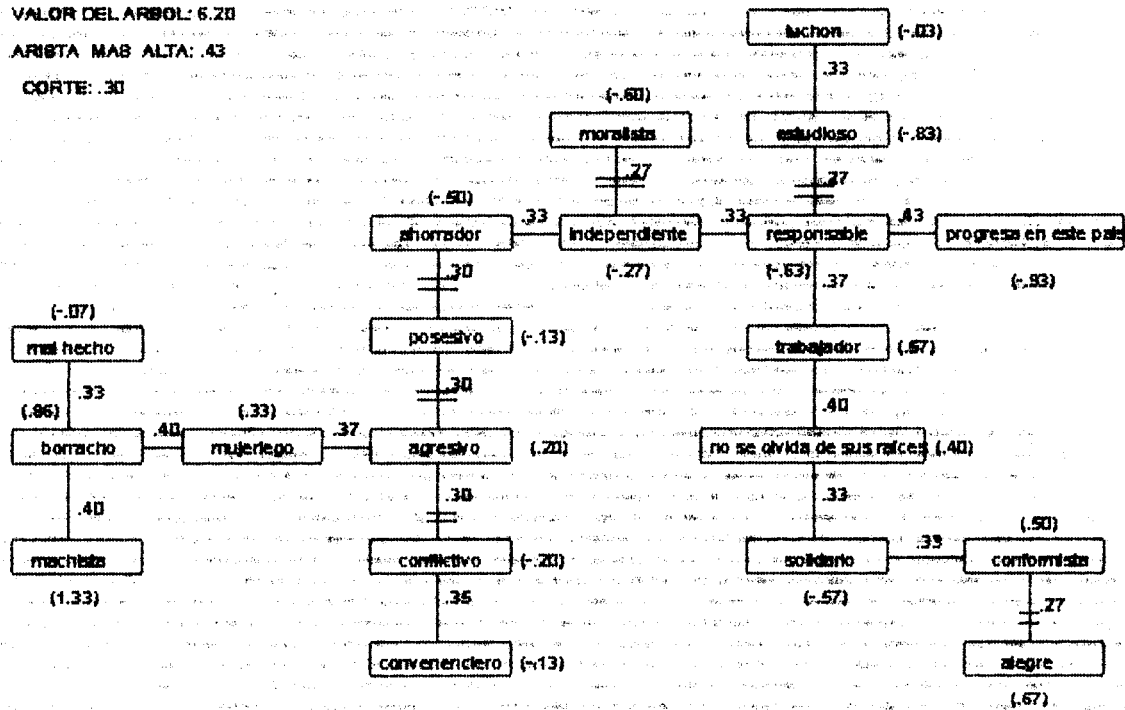 VALOR DEL ARBOL: 6.20
ARISTA MAS ALTA: .43
CORTE: .30
luchon (-.03)
.33
(-.60)
moralista
estudioso (-.83)
.27
.27
(-.50)
ahorrador .33 independiente .33 responsable .43 progresa en este pais
(-.27) (-.63) (-.93)
.30
.37
(-.07)
mal hecho
posesivo (-.13)
trabajador (.67)
.33
.30
.40
(.86) (.33)
borracho .40 mujeriego .37 agresivo (.20)
no se olvida de sus raíces (.40)
.40
.30
.33
(.50)
machista
conflictivo (-.20)
solidario .33 conformista
(1.33)
(-.57)
.35
.27
convenenciero (-.13)
alegre
(.67)